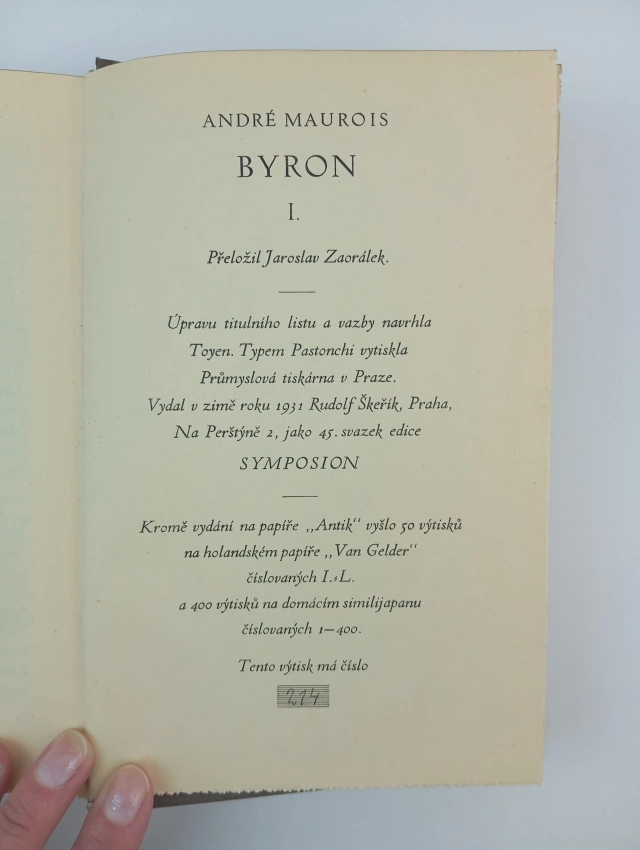 ANDRÉ MAUROIS
BYRON
I.
Přeložil Jaroslav Zaorálek.
Úpravu titulního listu a vazby navrhla
Toyen. Typem Pastonchi vytiskla
Průmyslová tiskárna v Praze.
Vydal v zimě roku 1931 Rudolf Škeřík, Praha,
Na Perštýně 2, jako 45. svazek edice
SYMPOSION
Kromě vydání na papíře „Antik“ vyšlo 50 výtisků
na holandském papíře „Van Gelder“
číslovaných I.-L.
a 400 výtisků na domácím similijapanu
číslovaných 1—400.
Tento výtisk má číslo
214